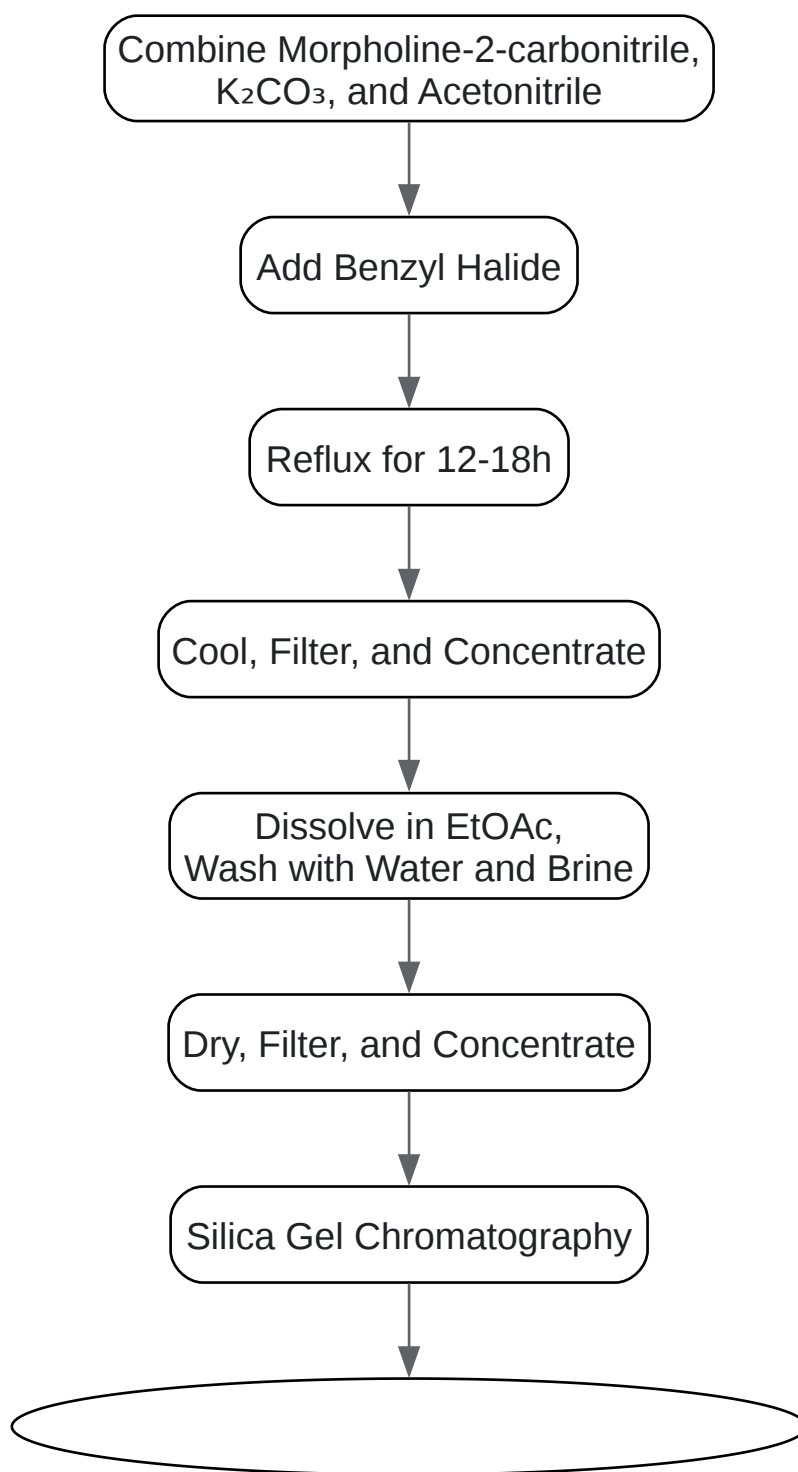 Combine Morpholine-2-carbonitrile,
K₂CO₃, and Acetonitrile
Add Benzyl Halide
Reflux for 12-18h
Cool, Filter, and Concentrate
Dissolve in EtOAc,
Wash with Water and Brine
Dry, Filter, and Concentrate
Silica Gel Chromatography